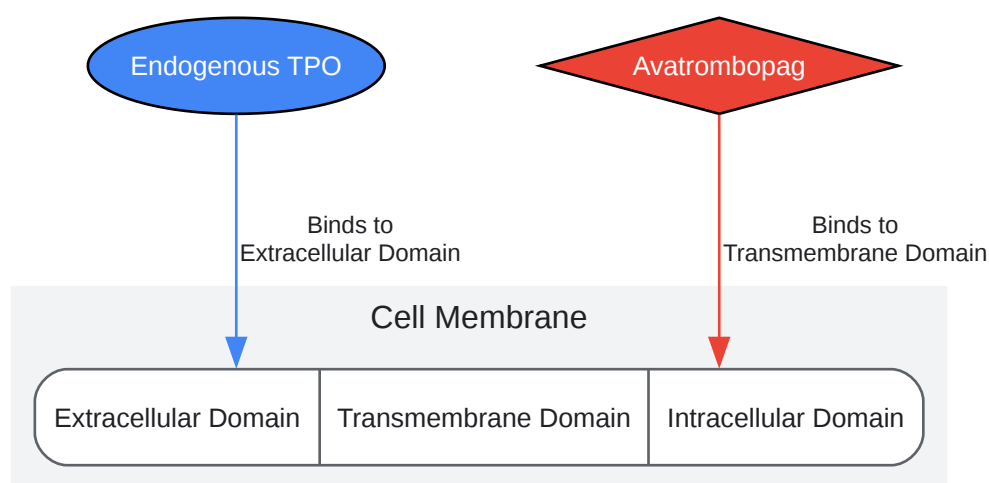 Endogenous TPO
Avatrombopag
Binds to
Extracellular Domain
Binds to
Transmembrane Domain
Cell Membrane
Extracellular Domain
Transmembrane Domain
Intracellular Domain